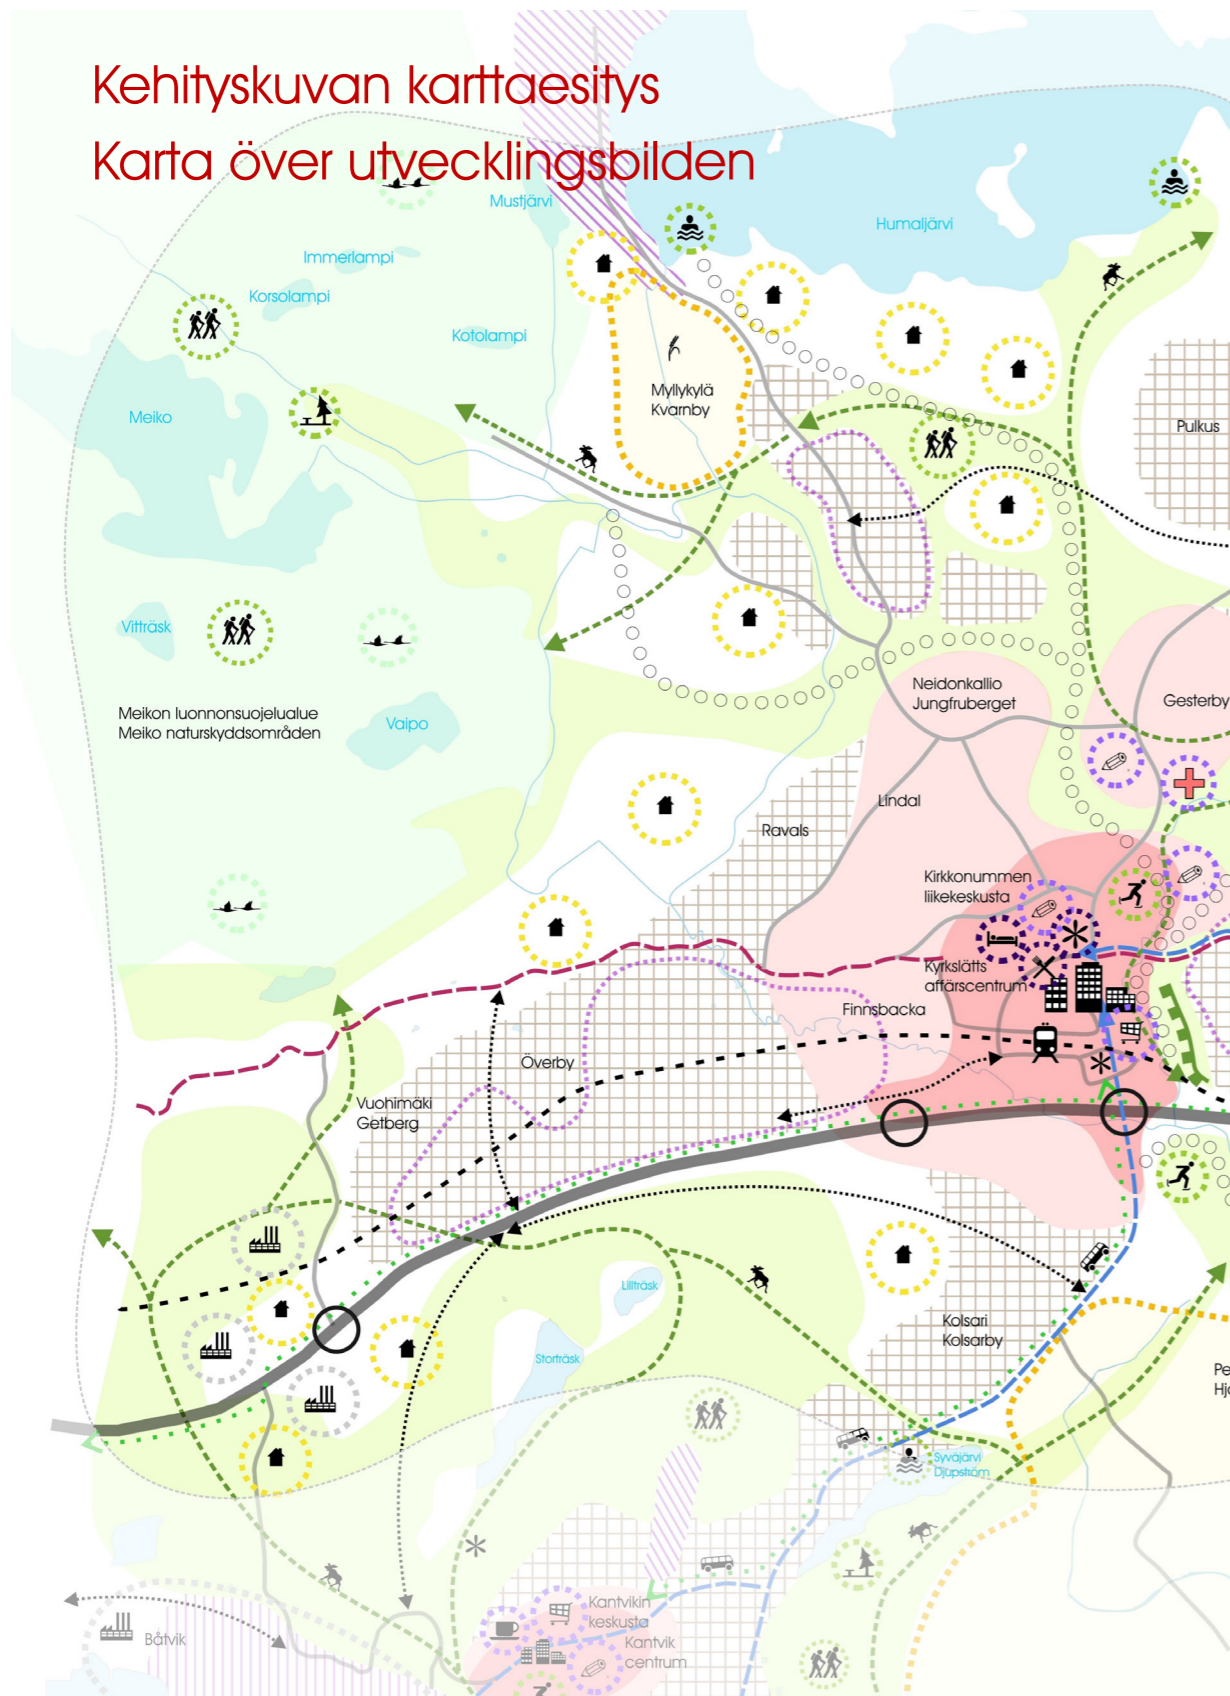 Kehityskuvan karttaesitys
Karta över utvecklingsbilden
Mustjärvi
Humaljärvi
Immerlampi
Korsolampi
Kotolampi
Myllykylä
Kvarnby
Meiko
Pulkus
Vitträsk
Neidonkallio
Jungfruberget
Gesterby
Meikon luonnonsuojelualue
Meiko naturskyddsområden
Vaipo
Lindal
Ravals
Kirkkonummen
liikekeskusta
Kyrkslätts
affärscentrum
Finnsbacka
Överby
Vuohimäki
Getberg
Lillträsk
Kolsari
Kolsarby
Storträsk
Pe
Hjo
Syväjärvi
Djupström
Kantvikin
keskusta
Båtvik
Kantvik
centrum